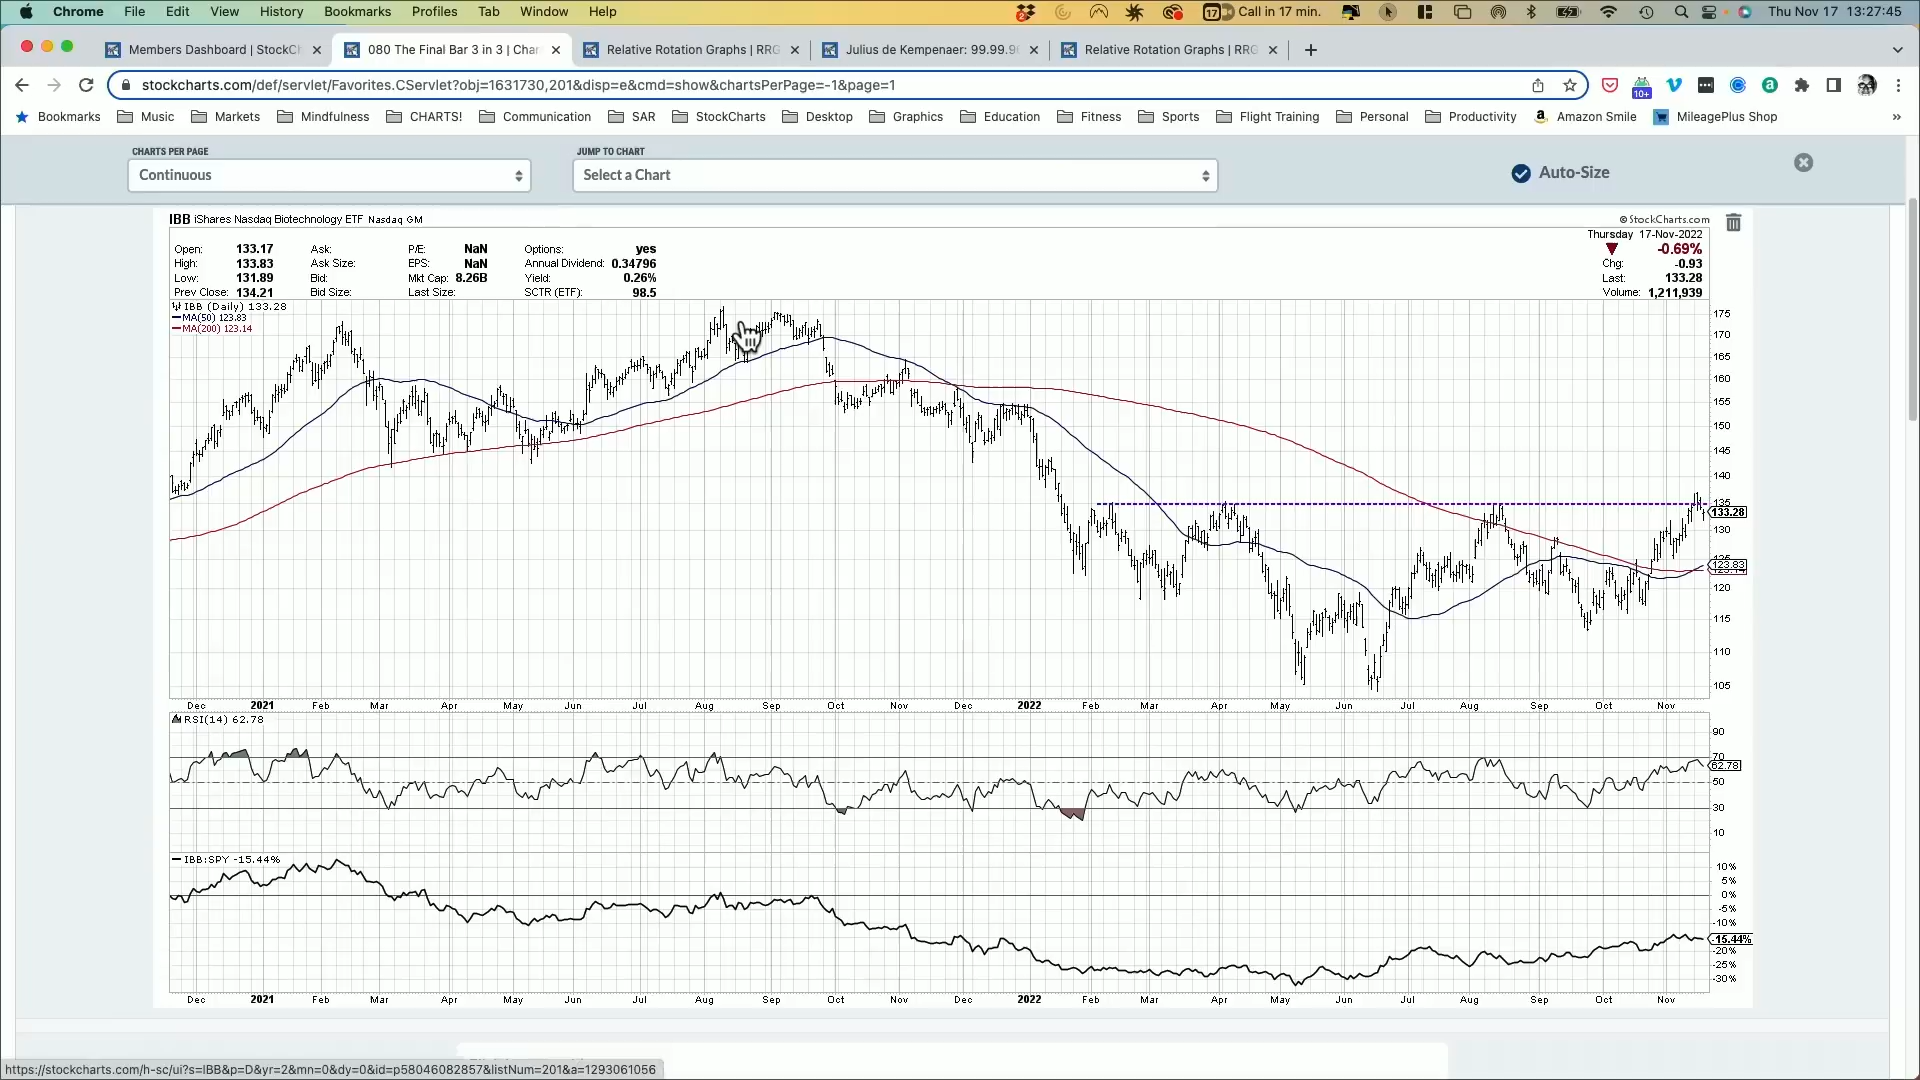 Chrome File Edit View History Bookmarks Profiles Tab Window Help 17 Call in 17 min. Thu Nov 17 13:27:45
Members Dashboard | StockCh 080 The Final Bar 3 in 3 | Char Relative Rotation Graphs | RRG Julius de Kempenaer: 99.99.9 Relative Rotation Graphs | RRG
stockcharts.com/def/servlet/Favorites.CServlet?obj=1631730,201&disp=e&cmd=show&chartsPerPage=-1&page=1 10+
Bookmarks Music Markets Mindfulness CHARTS! Communication SAR StockCharts Desktop Graphics Education Fitness Sports Flight Training Personal Productivity Amazon Smile MileagePlus Shop »
CHARTS PER PAGE JUMP TO CHART
Continuous Select a Chart Auto-Size
IBB iShares Nasdaq Biotechnology ETF Nasdaq GM © StockCharts.com
Thursday 17-Nov-2022
Open: 133.17 Ask: P/E: NaN Options: yes -0.69%
High: 133.83 Ask Size: EPS: NaN Annual Dividend: 0.34796 Chg: -0.93
Low: 131.89 Bid: Mkt Cap: 8.26B Yield: 0.26% Last: 133.28
Prev Close: 134.21 Bid Size: Last Size: SCTR (ETF): 98.5 Volume: 1,211,939
IBB (Daily) 133.28
MA(50) 123.83
MA(200) 123.14
175
170
165
160
155
150
145
140
135
133.28
130
125
123.83
120
115
110
105
Dec 2021 Feb Mar Apr May Jun Jul Aug Sep Oct Nov Dec 2022 Feb Mar Apr May Jun Jul Aug Sep Oct Nov
RSI(14) 62.78
90
70
62.78
50
30
10
IBB:SPY -15.44%
10%
5%
0%
-5%
-10%
-15.44%
-20%
-25%
-30%
Dec 2021 Feb Mar Apr May Jun Jul Aug Sep Oct Nov Dec 2022 Feb Mar Apr May Jun Jul Aug Sep Oct Nov
https://stockcharts.com/h-sc/ui?s=IBB&p=D&yr=2&mn=0&dy=0&id=p58046082857&listNum=201&a=1293061056